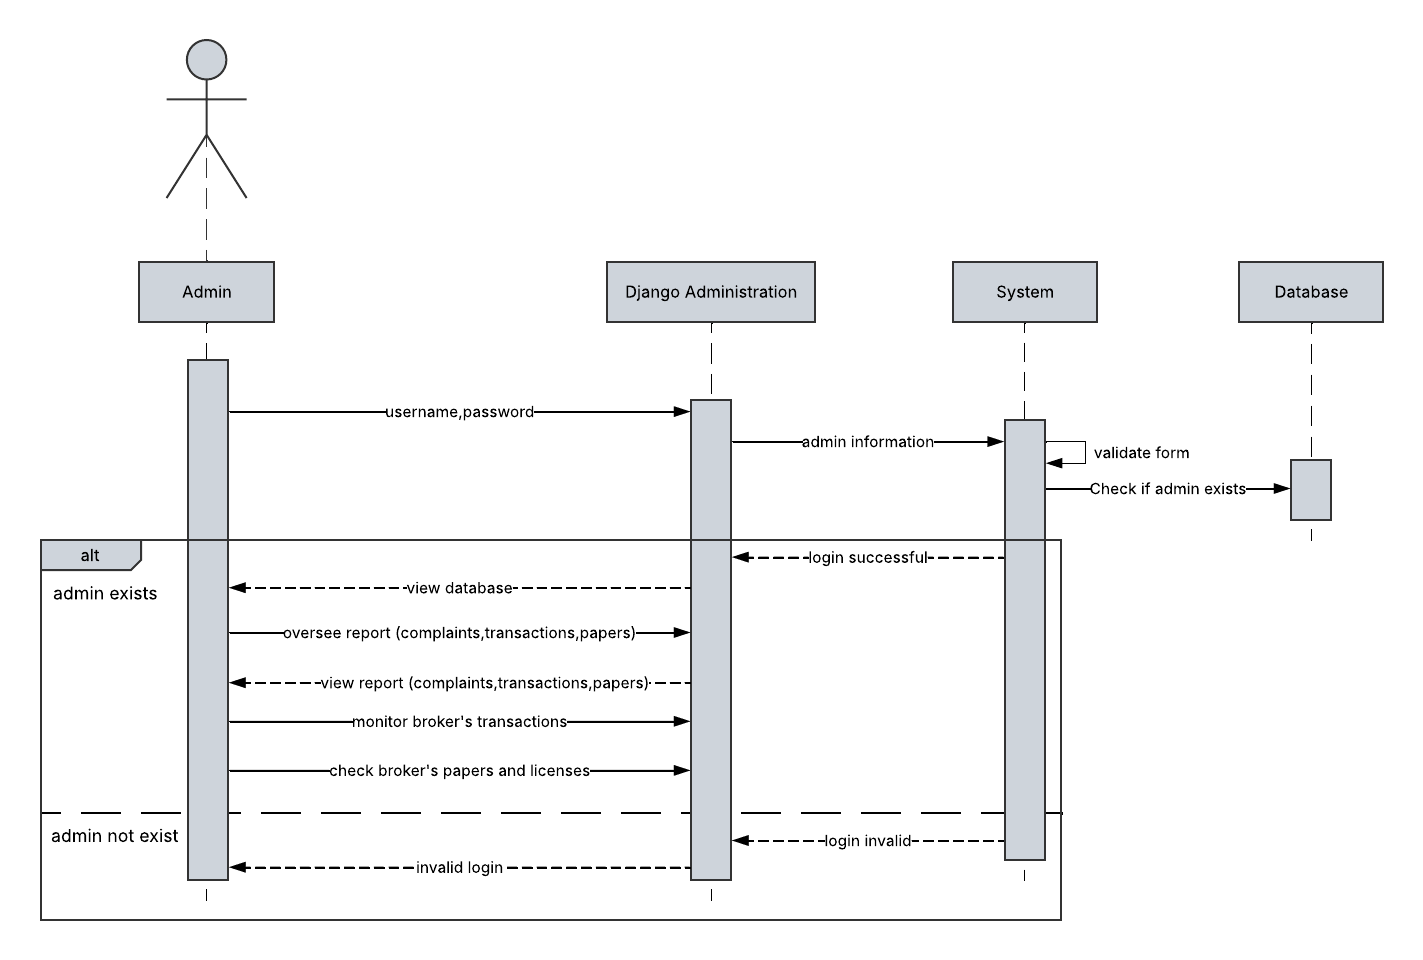 Admin
Django Administration
System
Database
username,password
admin information
validate form
Check if admin exists
alt
login successful
admin exists
view database
oversee report (complaints,transactions,papers)
view report (complaints,transactions,papers)
monitor broker's transactions
check broker's papers and licenses
admin not exist
login invalid
invalid login